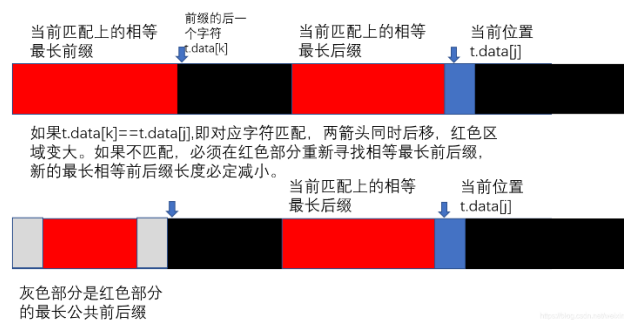 当前匹配上的相等
最长前缀
前缀的后一
个字符
t.data[k]
当前匹配上的相等
最长后缀
当前位置
t.data[j]
如果t.data[k]==t.data[j],即对应字符匹配，两箭头同时后移，红色区
域变大。如果不匹配，必须在红色部分重新寻找相等最长前后缀，
新的最长相等前后缀长度必定减小。
当前匹配上的相等
最长后缀
当前位置
t.data[j]
灰色部分是红色部分
的最长公共前后缀